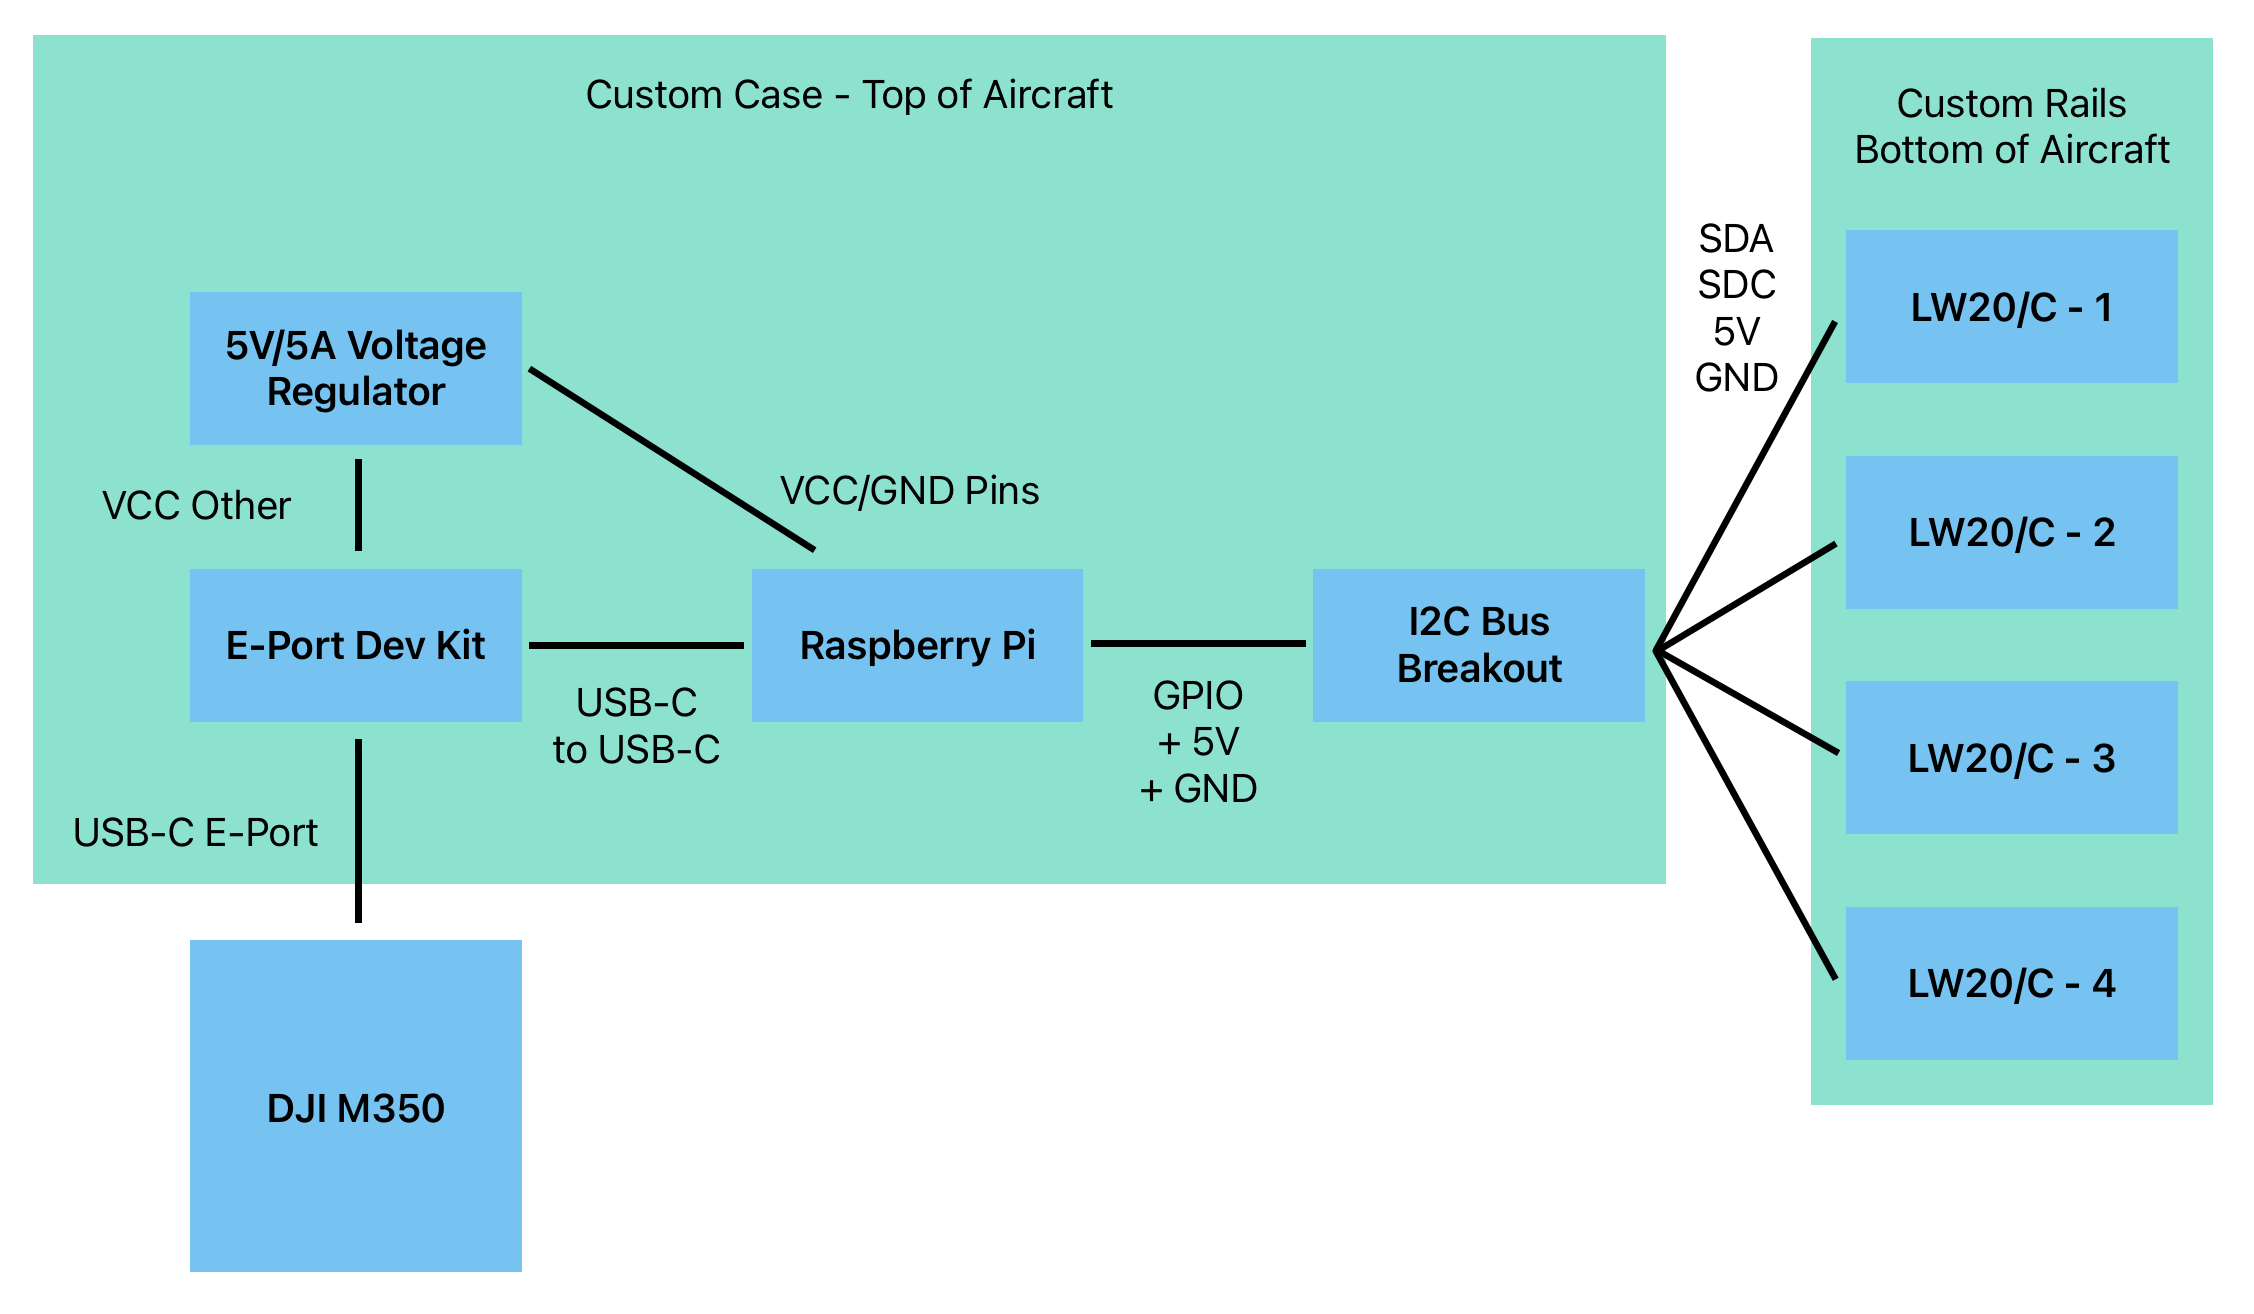 Custom Case - Top of Aircraft
Custom Rails
Bottom of Aircraft
SDA
SDC
5V
GND
LW20/C - 1
5V/5A Voltage
Regulator
VCC/GND Pins
VCC Other
LW20/C - 2
E-Port Dev Kit
USB-C
to USB-C
Raspberry Pi
GPIO
+ 5V
+ GND
I2C Bus
Breakout
LW20/C - 3
USB-C E-Port
LW20/C - 4
DJI M350